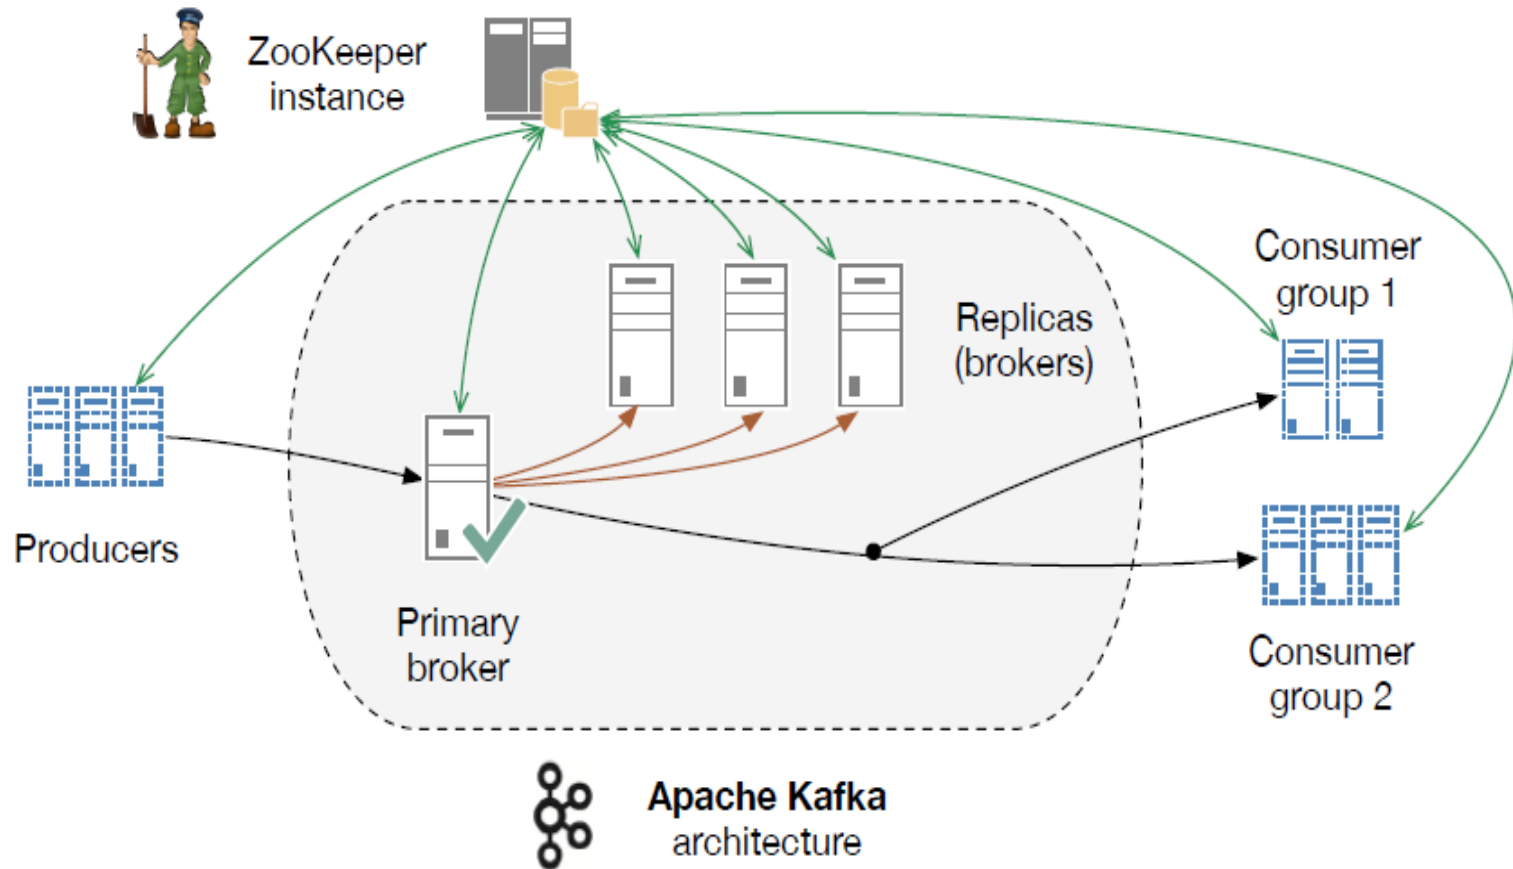 ZooKeeper
instance
Consumer
group 1
Replicas
(brokers)
Producers
Primary
broker
Consumer
group 2
Apache Kafka
architecture